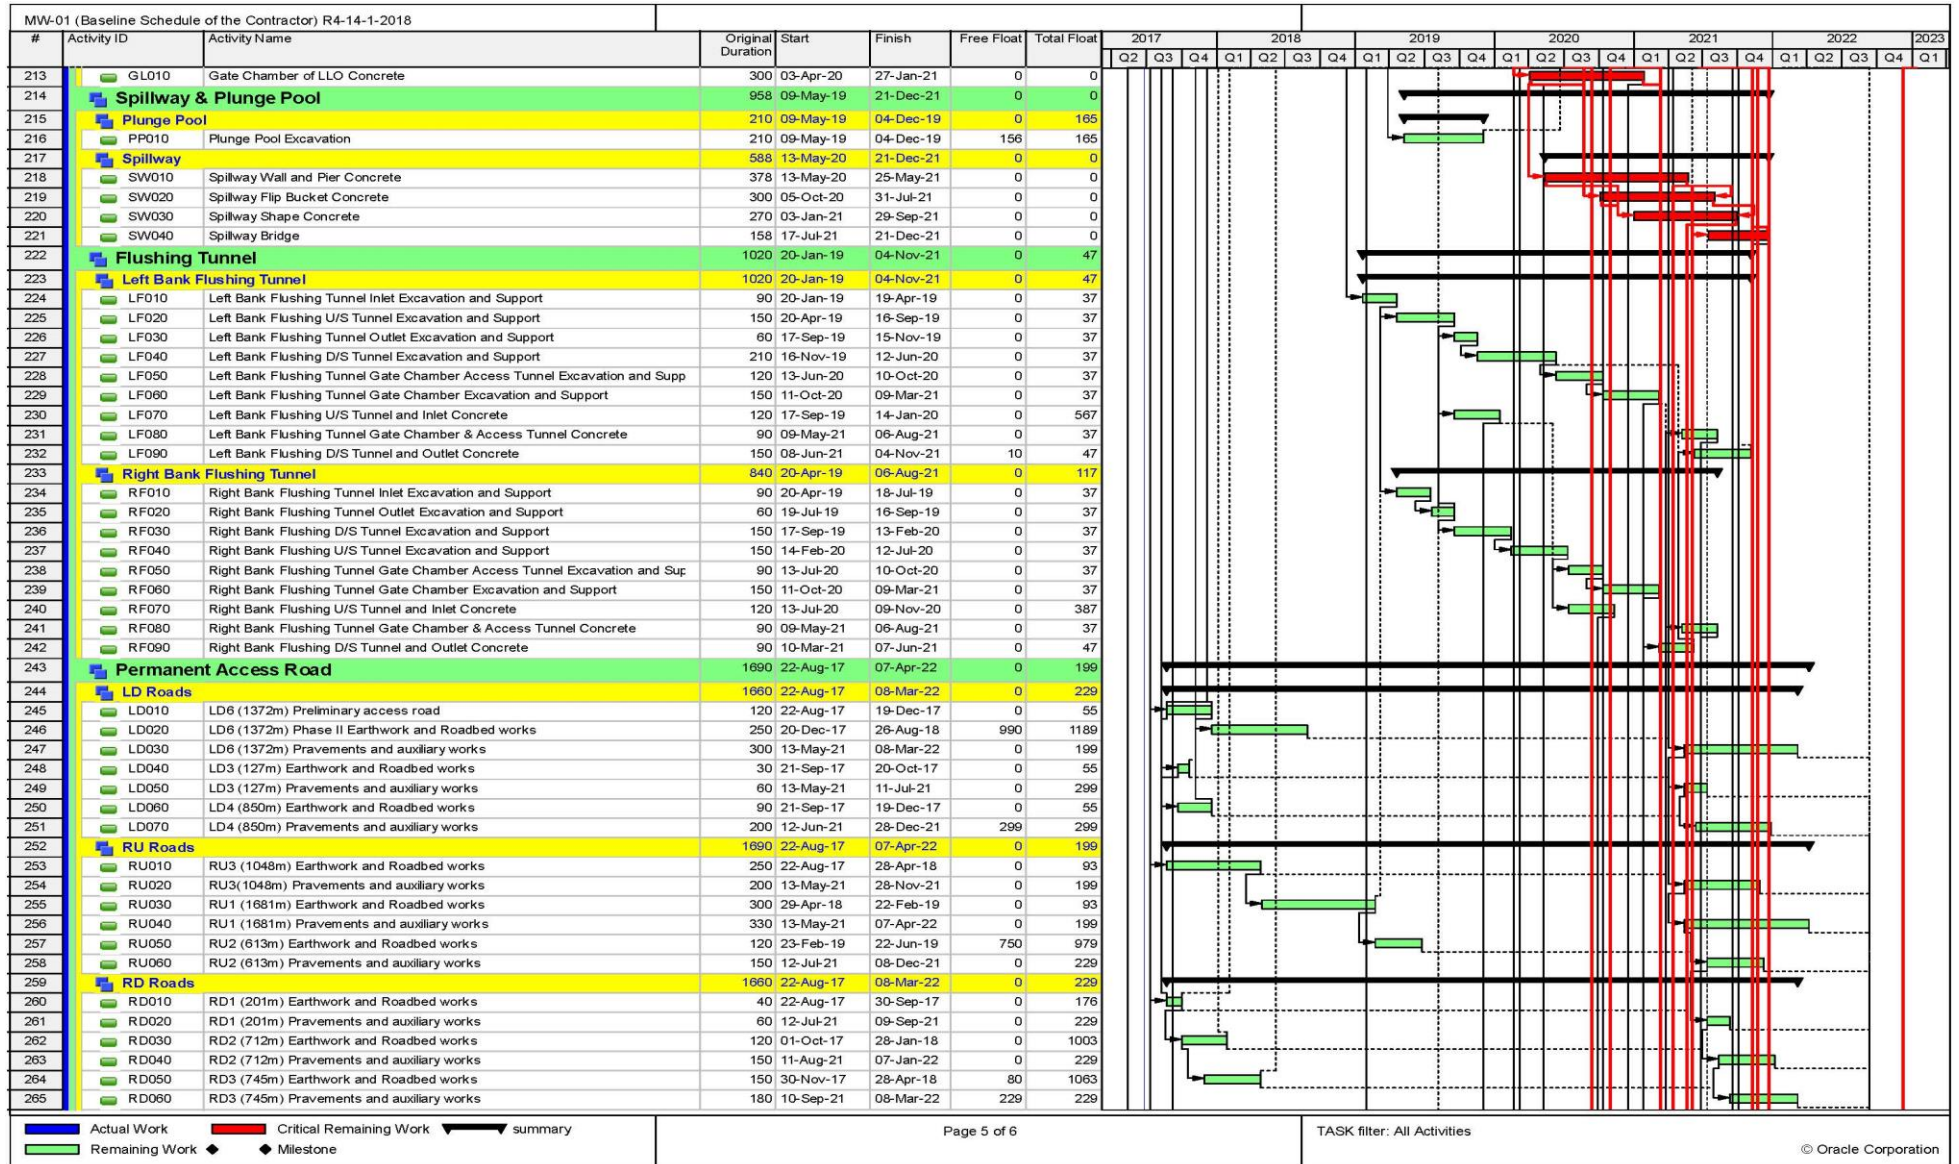 MW-01 (Baseline Schedule of the Contractor) R4-14-1-2018
# Activity ID Activity Name Original Duration Start Finish Free Float Total Float 2017 2018 2019 2020 2021 2022 2023
Q2 Q3 Q4 Q1 Q2 Q3 Q4 Q1 Q2 Q3 Q4 Q1 Q2 Q3 Q4 Q1 Q2 Q3 Q4 Q1 Q2 Q3 Q4 Q1
213 GL010 Gate Chamber of LLO Concrete 300 03-Apr-20 27-Jan-21 0 0
214 Spillway & Plunge Pool 958 09-May-19 21-Dec-21 0 0
215 Plunge Pool 210 09-May-19 04-Dec-19 0 165
216 PP010 Plunge Pool Excavation 210 09-May-19 04-Dec-19 156 165
217 Spillway 588 13-May-20 21-Dec-21 0 0
218 SW010 Spillway Wall and Pier Concrete 378 13-May-20 25-May-21 0 0
219 SW020 Spillway Flip Bucket Concrete 300 05-Oct-20 31-Jul-21 0 0
220 SW030 Spillway Shape Concrete 270 03-Jan-21 29-Sep-21 0 0
221 SW040 Spillway Bridge 158 17-Jul-21 21-Dec-21 0 0
222 Flushing Tunnel 1020 20-Jan-19 04-Nov-21 0 47
223 Left Bank Flushing Tunnel 1020 20-Jan-19 04-Nov-21 0 47
224 LF010 Left Bank Flushing Tunnel Inlet Excavation and Support 90 20-Jan-19 19-Apr-19 0 37
225 LF020 Left Bank Flushing U/S Tunnel Excavation and Support 150 20-Apr-19 16-Sep-19 0 37
226 LF030 Left Bank Flushing Tunnel Outlet Excavation and Support 60 17-Sep-19 15-Nov-19 0 37
227 LF040 Left Bank Flushing D/S Tunnel Excavation and Support 210 16-Nov-19 12-Jun-20 0 37
228 LF050 Left Bank Flushing Tunnel Gate Chamber Access Tunnel Excavation and Supp 120 13-Jun-20 10-Oct-20 0 37
229 LF060 Left Bank Flushing Tunnel Gate Chamber Excavation and Support 150 11-Oct-20 09-Mar-21 0 37
230 LF070 Left Bank Flushing U/S Tunnel and Inlet Concrete 120 17-Sep-19 14-Jan-20 0 567
231 LF080 Left Bank Flushing Tunnel Gate Chamber & Access Tunnel Concrete 90 09-May-21 06-Aug-21 0 37
232 LF090 Left Bank Flushing D/S Tunnel and Outlet Concrete 150 08-Jun-21 04-Nov-21 10 47
233 Right Bank Flushing Tunnel 840 20-Apr-19 06-Aug-21 0 117
234 RF010 Right Bank Flushing Tunnel Inlet Excavation and Support 90 20-Apr-19 18-Jul-19 0 37
235 RF020 Right Bank Flushing Tunnel Outlet Excavation and Support 60 19-Jul-19 16-Sep-19 0 37
236 RF030 Right Bank Flushing D/S Tunnel Excavation and Support 150 17-Sep-19 13-Feb-20 0 37
237 RF040 Right Bank Flushing U/S Tunnel Excavation and Support 150 14-Feb-20 12-Jul-20 0 37
238 RF050 Right Bank Flushing Tunnel Gate Chamber Access Tunnel Excavation and Sup 90 13-Jul-20 10-Oct-20 0 37
239 RF060 Right Bank Flushing Tunnel Gate Chamber Excavation and Support 150 11-Oct-20 09-Mar-21 0 37
240 RF070 Right Bank Flushing U/S Tunnel and Inlet Concrete 120 13-Jul-20 09-Nov-20 0 387
241 RF080 Right Bank Flushing Tunnel Gate Chamber & Access Tunnel Concrete 90 09-May-21 06-Aug-21 0 37
242 RF090 Right Bank Flushing D/S Tunnel and Outlet Concrete 90 10-Mar-21 07-Jun-21 0 47
243 Permanent Access Road 1690 22-Aug-17 07-Apr-22 0 199
244 LD Roads 1660 22-Aug-17 08-Mar-22 0 229
245 LD010 LD6 (1372m) Preliminary access road 120 22-Aug-17 19-Dec-17 0 55
246 LD020 LD6 (1372m) Phase II Earthwork and Roadbed works 250 20-Dec-17 26-Aug-18 990 1189
247 LD030 LD6 (1372m) Pravements and auxiliary works 300 13-May-21 08-Mar-22 0 199
248 LD040 LD3 (127m) Earthwork and Roadbed works 30 21-Sep-17 20-Oct-17 0 55
249 LD050 LD3 (127m) Pravements and auxiliary works 60 13-May-21 11-Jul-21 0 299
250 LD060 LD4 (850m) Earthwork and Roadbed works 90 21-Sep-17 19-Dec-17 0 55
251 LD070 LD4 (850m) Pravements and auxiliary works 200 12-Jun-21 28-Dec-21 299 299
252 RU Roads 1690 22-Aug-17 07-Apr-22 0 199
253 RU010 RU3 (1048m) Earthwork and Roadbed works 250 22-Aug-17 28-Apr-18 0 93
254 RU020 RU3(1048m) Pravements and auxiliary works 200 13-May-21 28-Nov-21 0 199
255 RU030 RU1 (1681m) Earthwork and Roadbed works 300 29-Apr-18 22-Feb-19 0 93
256 RU040 RU1 (1681m) Pravements and auxiliary works 330 13-May-21 07-Apr-22 0 199
257 RU050 RU2 (613m) Earthwork and Roadbed works 120 23-Feb-19 22-Jun-19 750 979
258 RU060 RU2 (613m) Pravements and auxiliary works 150 12-Jul-21 08-Dec-21 0 229
259 RD Roads 1660 22-Aug-17 08-Mar-22 0 229
260 RD010 RD1 (201m) Earthwork and Roadbed works 40 22-Aug-17 30-Sep-17 0 176
261 RD020 RD1 (201m) Pravements and auxiliary works 60 12-Jul-21 09-Sep-21 0 229
262 RD030 RD2 (712m) Earthwork and Roadbed works 120 01-Oct-17 28-Jan-18 0 1003
263 RD040 RD2 (712m) Pravements and auxiliary works 150 11-Aug-21 07-Jan-22 0 229
264 RD050 RD3 (745m) Earthwork and Roadbed works 150 30-Nov-17 28-Apr-18 80 1063
265 RD060 RD3 (745m) Pravements and auxiliary works 180 10-Sep-21 08-Mar-22 229 229
Actual Work Critical Remaining Work summary
Remaining Work Milestone
Page 5 of 6
TASK filter: All Activities
© Oracle Corporation